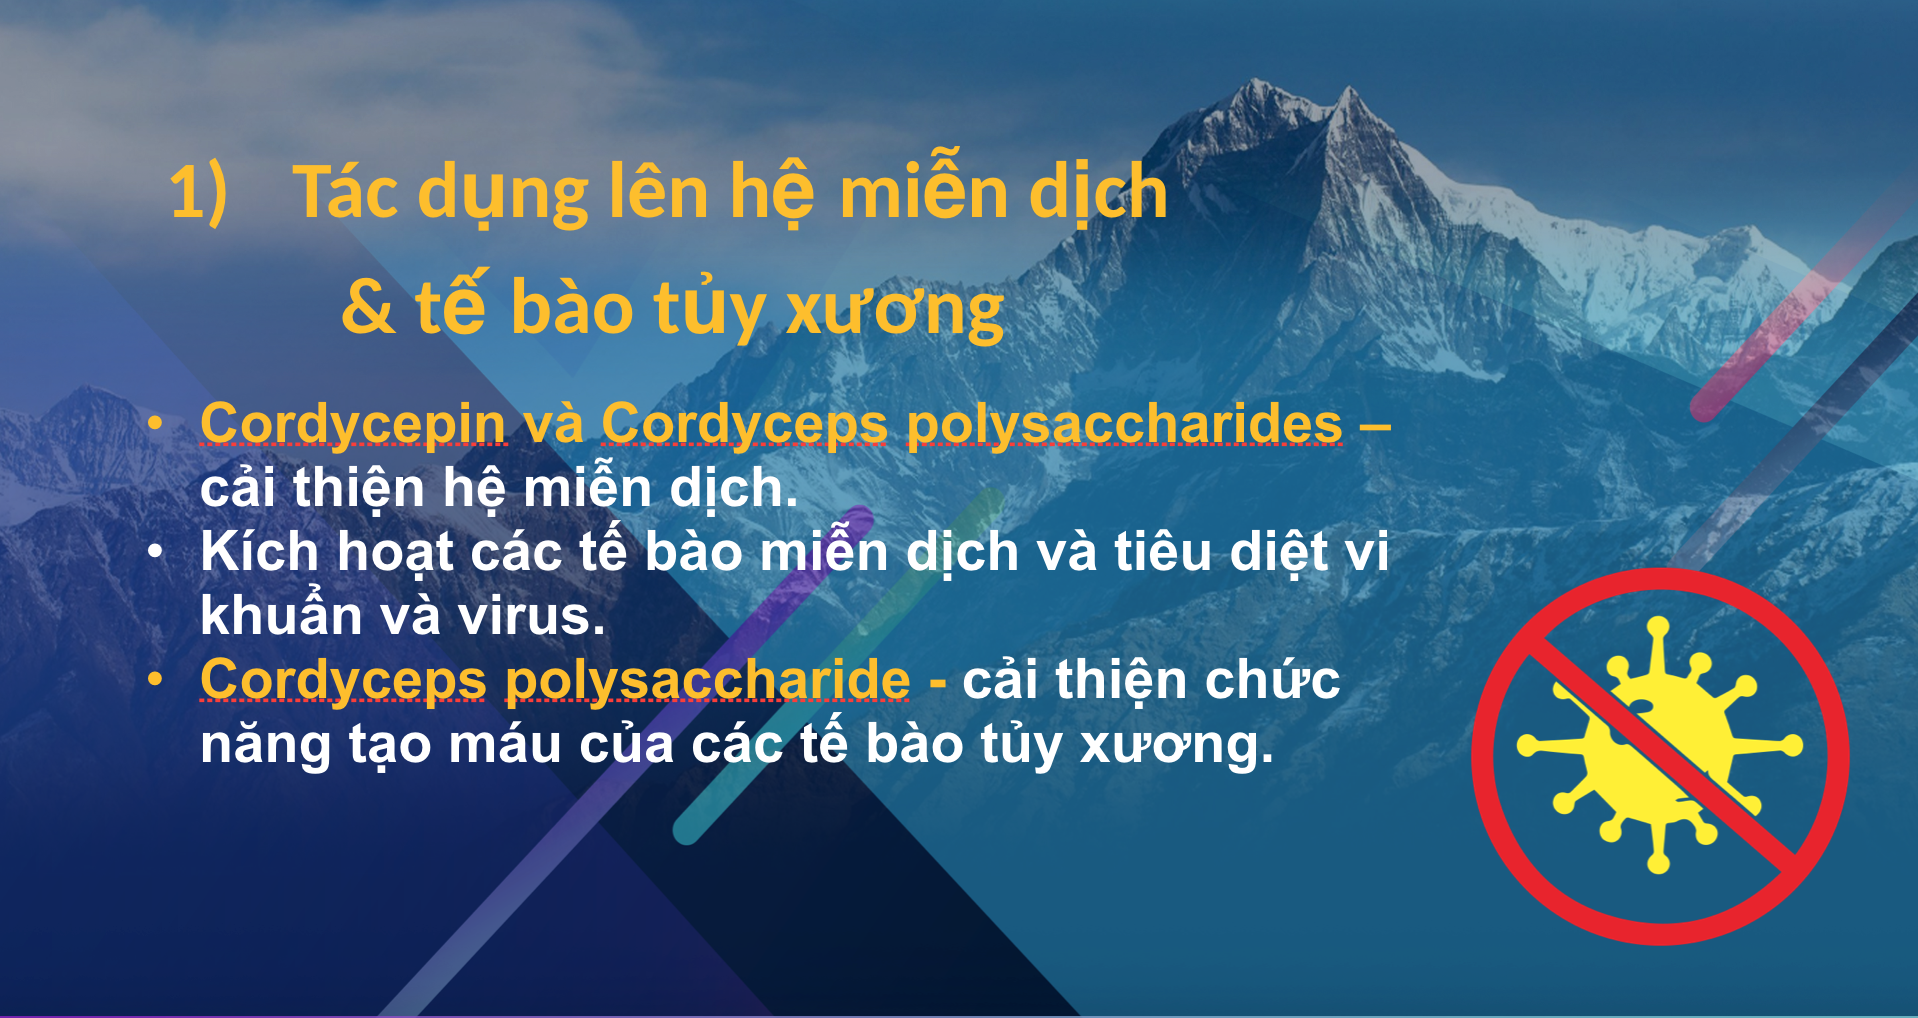 1) Tác dụng lên hệ miễn dịch
& tế bào tủy xương
• Cordycepin và Cordyceps polysaccharides –
cải thiện hệ miễn dịch.
• Kích hoạt các tế bào miễn dịch và tiêu diệt vi
khuẩn và virus.
• Cordyceps polysaccharide - cải thiện chức
năng tạo máu của các tế bào tủy xương.